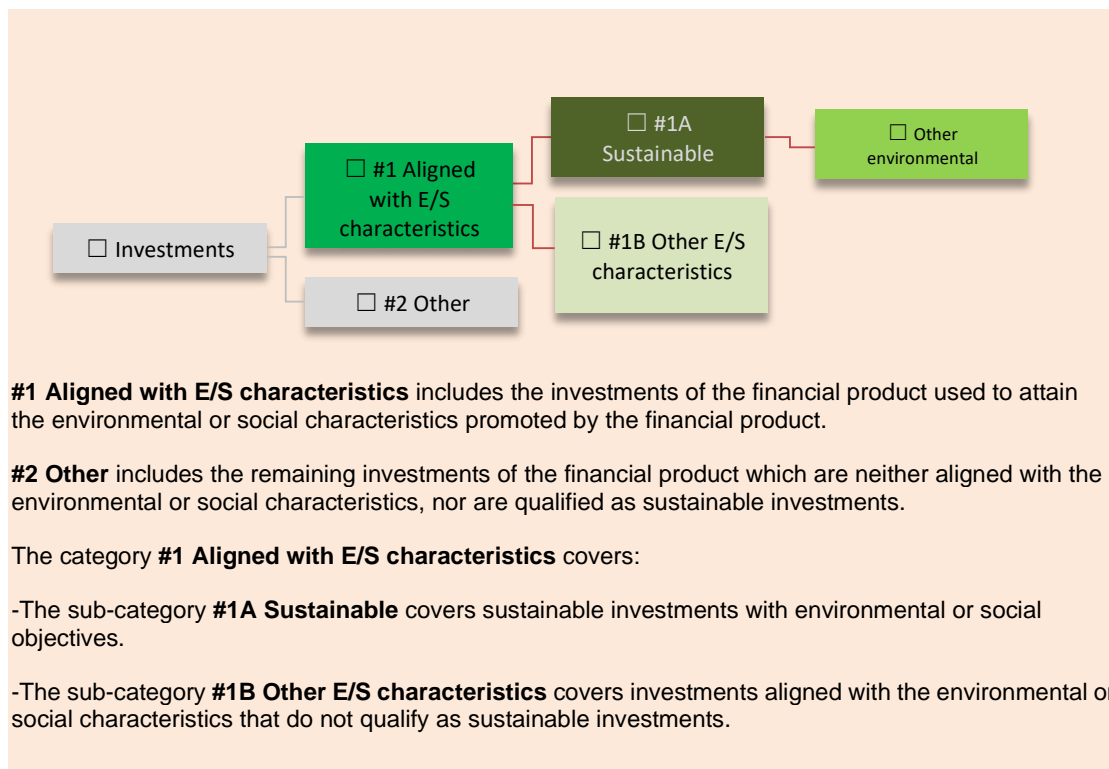 ☐ #1A
Sustainable
☐ Other
environmental
☐ #1 Aligned
with E/S
characteristics
☐ Investments
☐ #1B Other E/S
characteristics
☐ #2 Other
#1 Aligned with E/S characteristics includes the investments of the financial product used to attain
the environmental or social characteristics promoted by the financial product.
#2 Other includes the remaining investments of the financial product which are neither aligned with the
environmental or social characteristics, nor are qualified as sustainable investments.
The category #1 Aligned with E/S characteristics covers:
-The sub-category #1A Sustainable covers sustainable investments with environmental or social
objectives.
-The sub-category #1B Other E/S characteristics covers investments aligned with the environmental or
social characteristics that do not qualify as sustainable investments.